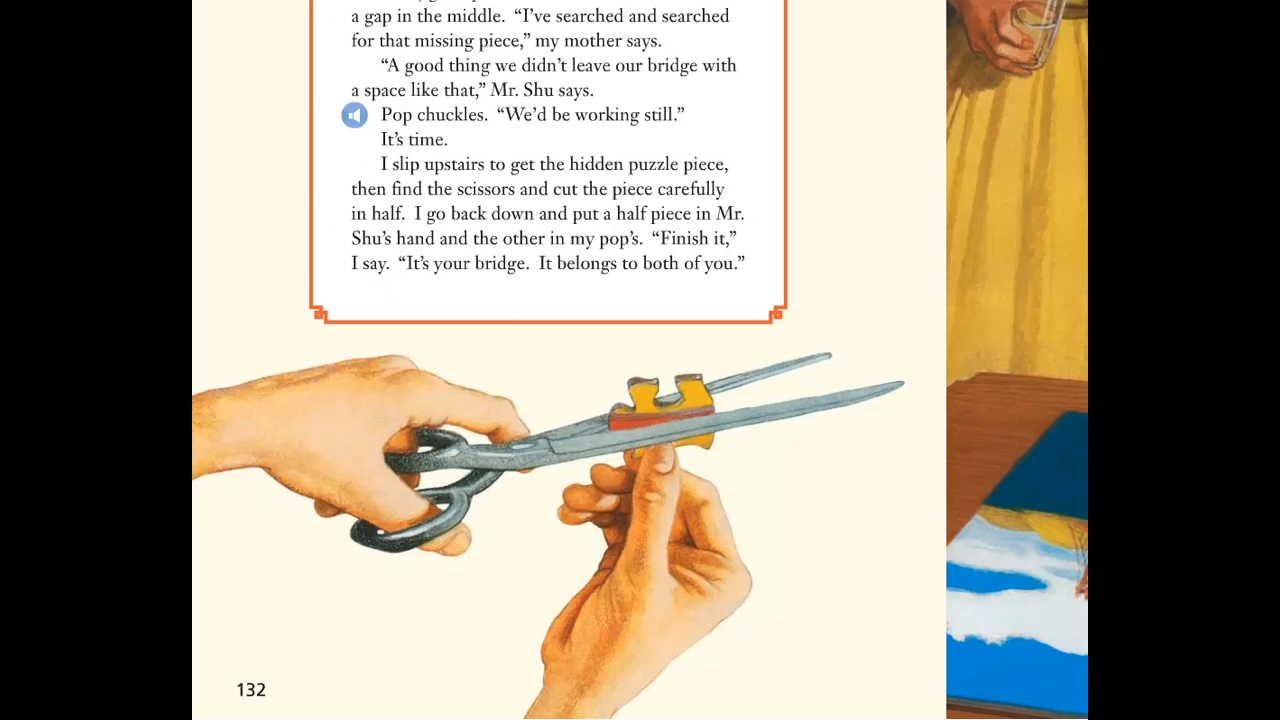 a gap in the middle. “I’ve searched and searched
for that missing piece,” my mother says.
“A good thing we didn’t leave our bridge with
a space like that,” Mr. Shu says.
Pop chuckles. “We’d be working still.”
It’s time.
I slip upstairs to get the hidden puzzle piece,
then find the scissors and cut the piece carefully
in half. I go back down and put a half piece in Mr.
Shu’s hand and the other in my pop’s. “Finish it,”
I say. “It’s your bridge. It belongs to both of you.”
132